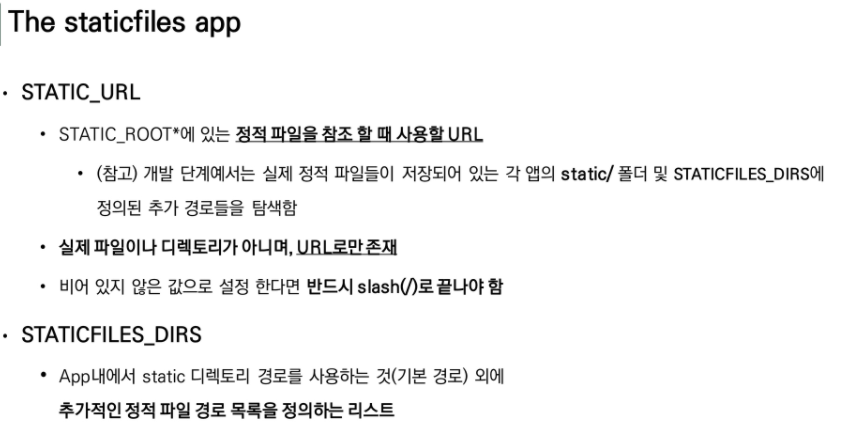 The staticfiles app
• STATIC_URL
• STATIC_ROOT*에 있는 정적 파일을 참조 할 때 사용할 URL
• (참고) 개발 단계에서는 실제 정적 파일들이 저장되어 있는 각 앱의 static/ 폴더 및 STATICFILES_DIRS에
정의된 추가 경로들을 탐색함
• 실제 파일이나 디렉토리가 아니며, URL로만 존재
• 비어 있지 않은 값으로 설정 한다면 반드시 slash(/)로 끝나야 함
• STATICFILES_DIRS
• App내에서 static 디렉토리 경로를 사용하는 것(기본 경로) 외에
추가적인 정적 파일 경로 목록을 정의하는 리스트